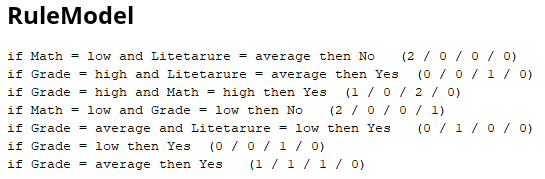 RuleModel
if Math = low and Litetarure = average then No (2 / 0 / 0 / 0)
if Grade = high and Litetarure = average then Yes (0 / 0 / 1 / 0)
if Grade = high and Math = high then Yes (1 / 0 / 2 / 0)
if Math = low and Grade = low then No (2 / 0 / 0 / 1)
if Grade = average and Litetarure = low then Yes (0 / 1 / 0 / 0)
if Grade = low then Yes (0 / 0 / 1 / 0)
if Grade = average then Yes (1 / 1 / 1 / 0)